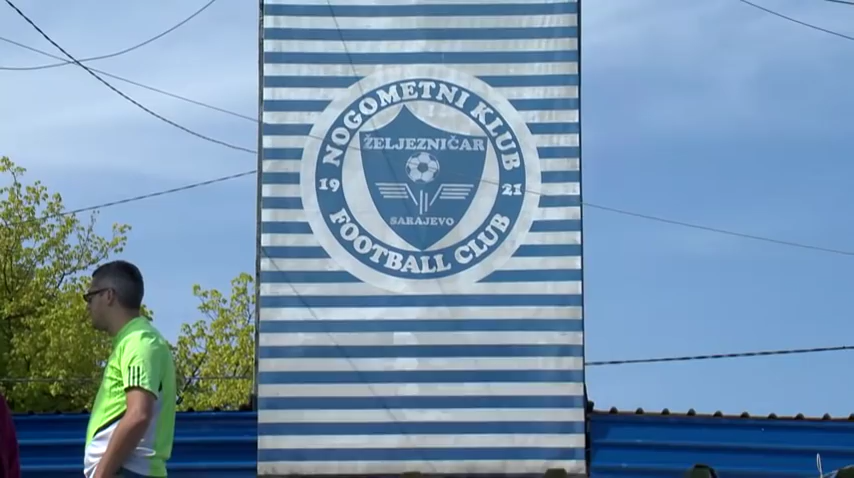 NOGOMETNI KLUB
ŽELJEZNIČAR
19 21
SARAJEVO
FOOTBALL CLUB